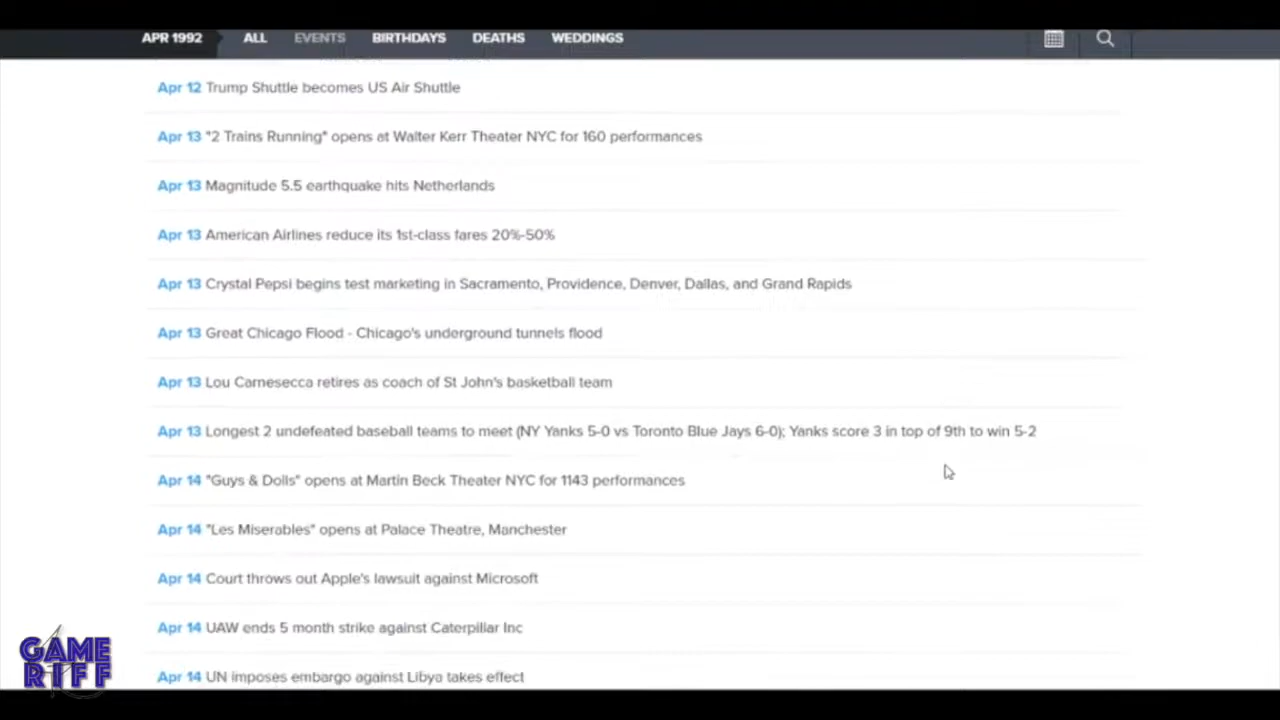 APR 1992 ALL EVENTS BIRTHDAYS DEATHS WEDDINGS
Apr 12 Trump Shuttle becomes US Air Shuttle
Apr 13 "2 Trains Running" opens at Walter Kerr Theater NYC for 160 performances
Apr 13 Magnitude 5.5 earthquake hits Netherlands
Apr 13 American Airlines reduce its 1st-class fares 20%-50%
Apr 13 Crystal Pepsi begins test marketing in Sacramento, Providence, Denver, Dallas, and Grand Rapids
Apr 13 Great Chicago Flood - Chicago's underground tunnels flood
Apr 13 Lou Carnesecca retires as coach of St John's basketball team
Apr 13 Longest 2 undefeated baseball teams to meet (NY Yanks 5-0 vs Toronto Blue Jays 6-0); Yanks score 3 in top of 9th to win 5-2
Apr 14 "Guys & Dolls" opens at Martin Beck Theater NYC for 1143 performances
Apr 14 "Les Miserables" opens at Palace Theatre, Manchester
Apr 14 Court throws out Apple's lawsuit against Microsoft
Apr 14 UAW ends 5 month strike against Caterpillar Inc
Apr 14 UN imposes embargo against Libya takes effect
GAME
RIFF